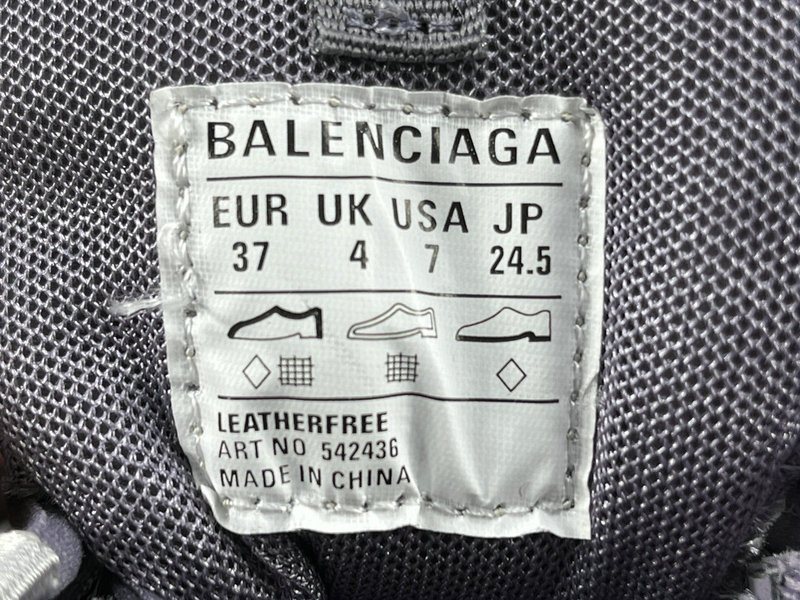 BALENCIAGA
EUR UK USA JP
37 4 7 24.5
LEATHERFREE
ART NO 542436
MADE IN CHINA